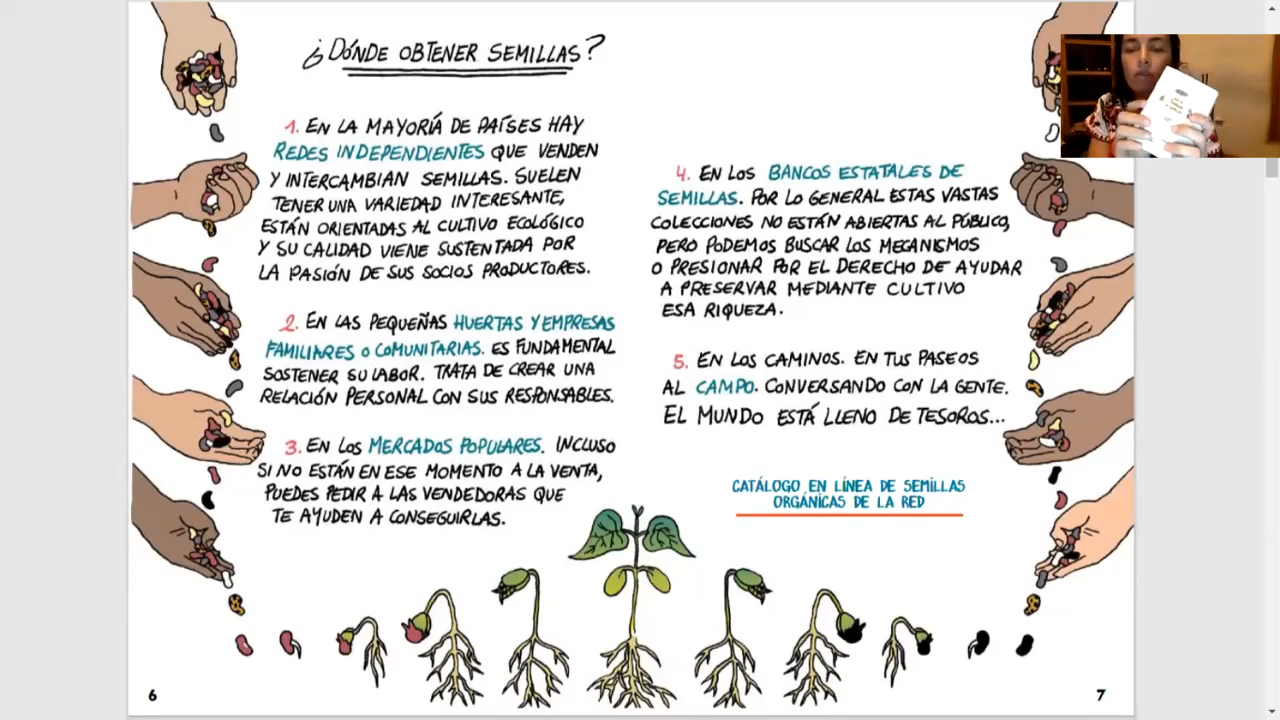 ¿DÓNDE OBTENER SEMILLAS?
1. EN LA MAYORÍA DE PAÍSES HAY
REDES INDEPENDIENTES QUE VENDEN
Y INTERCAMBIAN SEMILLAS. SUELEN
TENER UNA VARIEDAD INTERESANTE,
ESTÁN ORIENTADAS AL CULTIVO ECOLÓGICO
Y SU CALIDAD VIENE SUSTENTADA POR
LA PASIÓN DE SUS SOCIOS PRODUCTORES.
2. EN LAS PEQUEÑAS HUERTAS Y EMPRESAS
FAMILIARES O COMUNITARIAS. ES FUNDAMENTAL
SOSTENER SU LABOR. TRATA DE CREAR UNA
RELACIÓN PERSONAL CON SUS RESPONSABLES.
3. EN LOS MERCADOS POPULARES. INCLUSO
SI NO ESTÁN EN ESE MOMENTO A LA VENTA,
PUEDES PEDIR A LAS VENDEDORAS QUE
TE AYUDEN A CONSEGUIRLAS.
4. EN LOS BANCOS ESTATALES DE
SEMILLAS. POR LO GENERAL ESTAS VASTAS
COLECCIONES NO ESTÁN ABIERTAS AL PÚBLICO,
PERO PODEMOS BUSCAR LOS MECANISMOS
O PRESIONAR POR EL DERECHO DE AYUDAR
A PRESERVAR MEDIANTE CULTIVO
ESA RIQUEZA.
5. EN LOS CAMINOS. EN TUS PASEOS
AL CAMPO. CONVERSANDO CON LA GENTE.
EL MUNDO ESTÁ LLENO DE TESOROS...
CATÁLOGO EN LÍNEA DE SEMILLAS
ORGÁNICAS DE LA RED
6
7